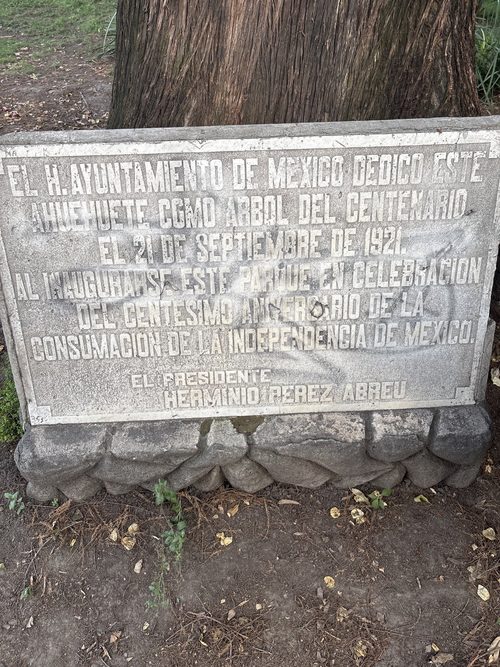 EL H. AYUNTAMIENTO DE MEXICO DEDICO ESTE
AHUEHUETE COMO ARBOL DEL CENTENARIO.
EL 21 DE SEPTIEMBRE DE 1921.
AL INAUGURARSE ESTE PARQUE EN CELEBRACION
DEL CENTESIMO ANIVERSARIO DE LA
CONSUMACION DE LA INDEPENDENCIA DE MEXICO.
EL PRESIDENTE
HERMINIO PEREZ ABREU